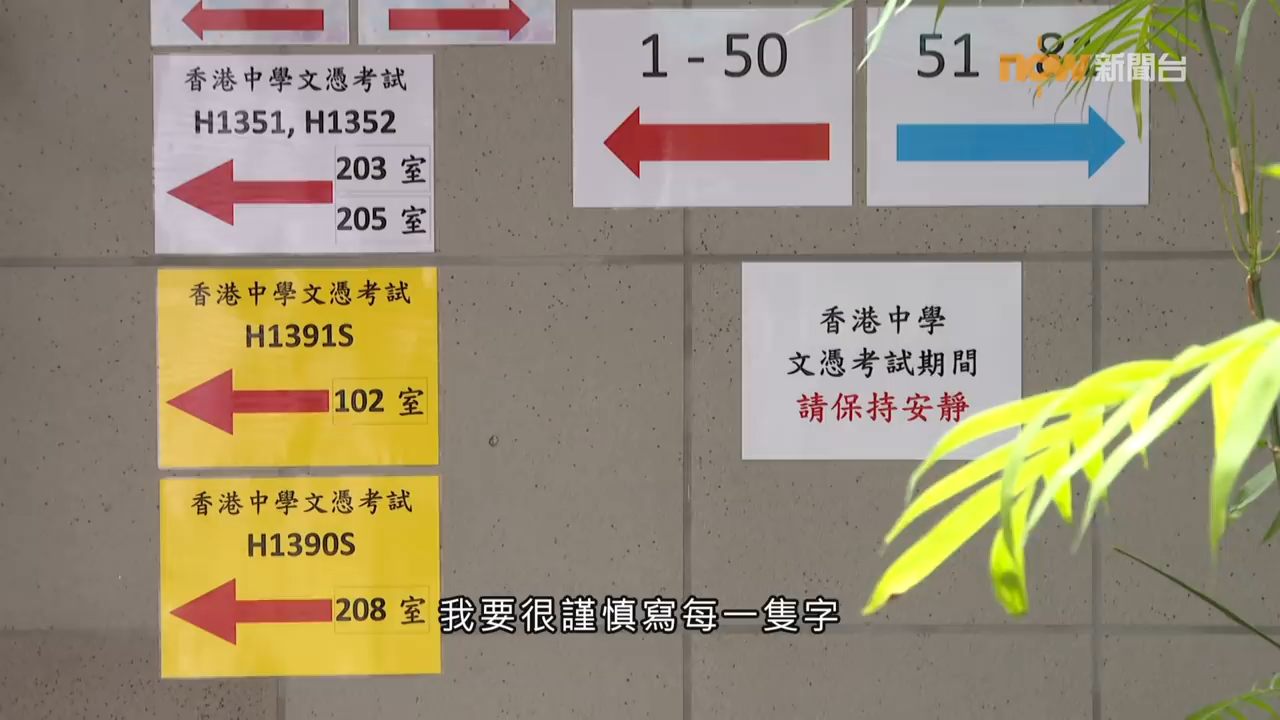 香港中學文憑考試
H1351, H1352
203 室
205 室
香港中學文憑考試
H1391S
102 室
香港中學文憑考試
H1390S
208 室
1 - 50
51
now 新聞台
香港中學
文憑考試期間
請保持安靜
我要很謹慎寫每一隻字